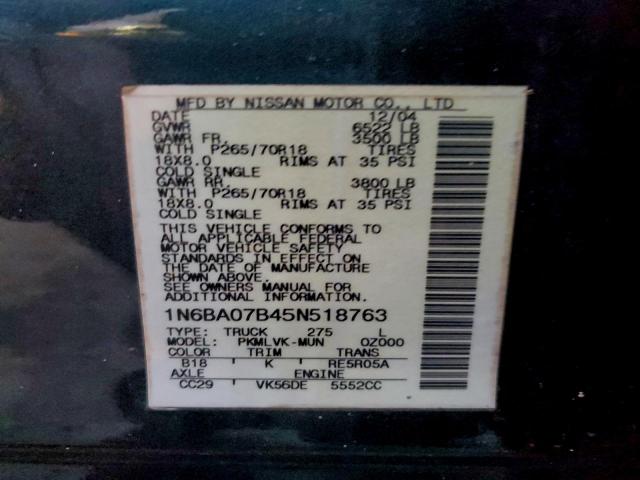 MFD BY NISSAN MOTOR CO., LTD
DATE 12/04
GVWR 6522 LB
GAWR FR. 3500 LB
WITH P265/70R18 TIRES
18X8.0 RIMS AT 35 PSI
COLD SINGLE
GAWR RR. 3800 LB
WITH P265/70R18 TIRES
18X8.0 RIMS AT 35 PSI
COLD SINGLE
THIS VEHICLE CONFORMS TO
ALL APPLICABLE FEDERAL
MOTOR VEHICLE SAFETY
STANDARDS IN EFFECT ON
THE DATE OF MANUFACTURE
SHOWN ABOVE.
SEE OWNERS MANUAL FOR
ADDITIONAL INFORMATION
1N6BA07B45N518763
TYPE: TRUCK 275 L
MODEL: PKMLVK-MUN OZ000
COLOR TRIM TRANS
B18 K RE5R05A
AXLE ENGINE
CC29 VK56DE 5552CC